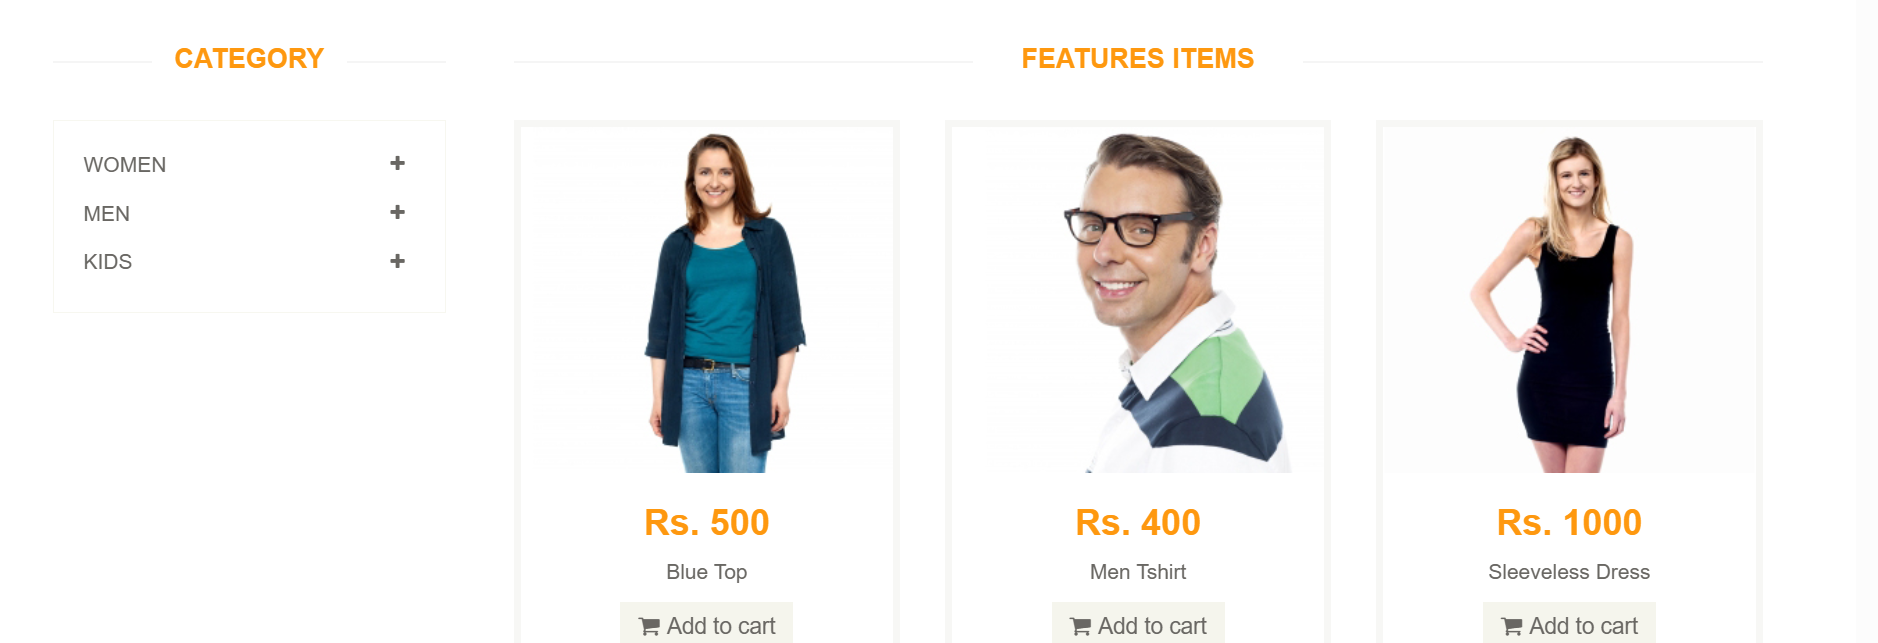 CATEGORY
WOMEN
MEN
KIDS
FEATURES ITEMS
Rs. 500
Blue Top
Add to cart
Rs. 400
Men Tshirt
Add to cart
Rs. 1000
Sleeveless Dress
Add to cart